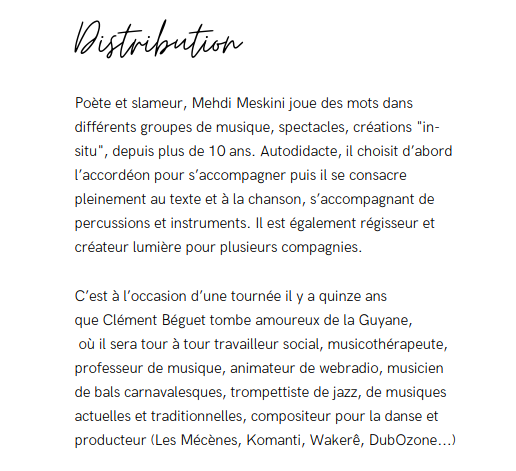 Distribution
Poète et slameur, Mehdi Meskini joue des mots dans
différents groupes de musique, spectacles, créations "in-
situ", depuis plus de 10 ans. Autodidacte, il choisit d’abord
l’accordéon pour s’accompagner puis il se consacre
pleinement au texte et à la chanson, s’accompagnant de
percussions et instruments. Il est également régisseur et
créateur lumière pour plusieurs compagnies.
C’est à l’occasion d’une tournée il y a quinze ans
que Clément Béguet tombe amoureux de la Guyane,
où il sera tour à tour travailleur social, musicothérapeute,
professeur de musique, animateur de webradio, musicien
de bals carnavalesques, trompettiste de jazz, de musiques
actuelles et traditionnelles, compositeur pour la danse et
producteur (Les Mécènes, Komanti, Wakerê, DubOzone...)